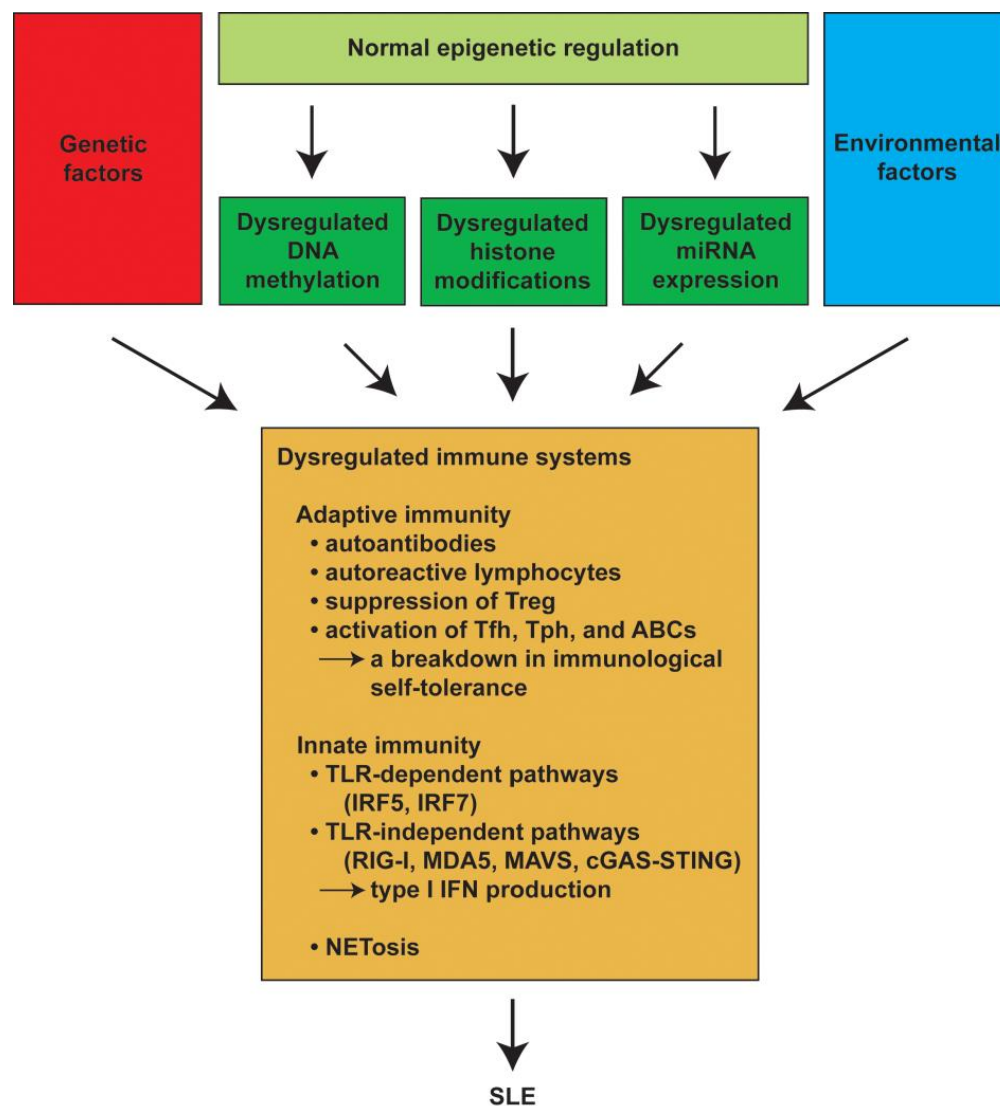 Normal epigenetic regulation
Genetic
factors
Environmental
factors
Dysregulated
DNA
methylation
Dysregulated
histone
modifications
Dysregulated
miRNA
expression
Dysregulated immune systems
Adaptive immunity
• autoantibodies
• autoreactive lymphocytes
• suppression of Treg
• activation of Tfh, Tph, and ABCs
→ a breakdown in immunological
self-tolerance
Innate immunity
• TLR-dependent pathways
(IRF5, IRF7)
• TLR-independent pathways
(RIG-I, MDA5, MAVS, cGAS-STING)
→ type I IFN production
• NETosis
SLE